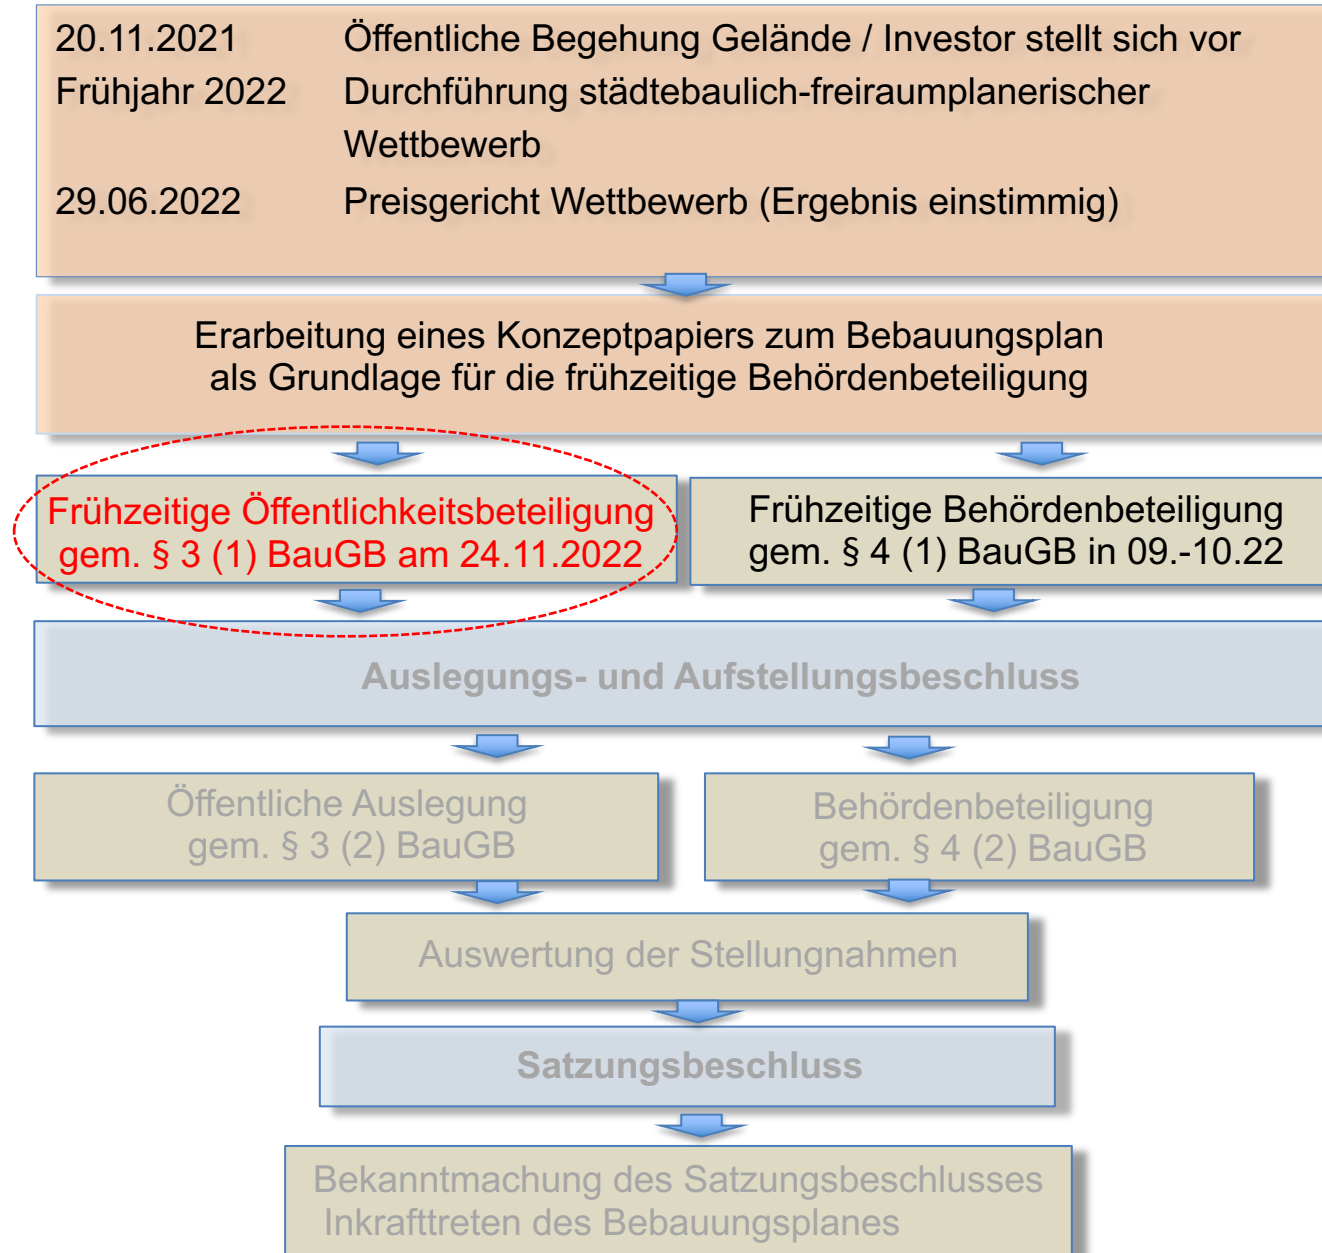 20.11.2021 Öffentliche Begehung Gelände / Investor stellt sich vor
Frühjahr 2022 Durchführung städtebaulich-freiraumplanerischer
Wettbewerb
29.06.2022 Preisgericht Wettbewerb (Ergebnis einstimmig)
Erarbeitung eines Konzeptpapiers zum Bebauungsplan
als Grundlage für die frühzeitige Behördenbeteiligung
Frühzeitige Öffentlichkeitsbeteiligung
gem. § 3 (1) BauGB am 24.11.2022
Frühzeitige Behördenbeteiligung
gem. § 4 (1) BauGB in 09.-10.22
Auslegungs- und Aufstellungsbeschluss
Öffentliche Auslegung
gem. § 3 (2) BauGB
Behördenbeteiligung
gem. § 4 (2) BauGB
Auswertung der Stellungnahmen
Satzungsbeschluss
Bekanntmachung des Satzungsbeschlusses
Inkrafttreten des Bebauungsplanes